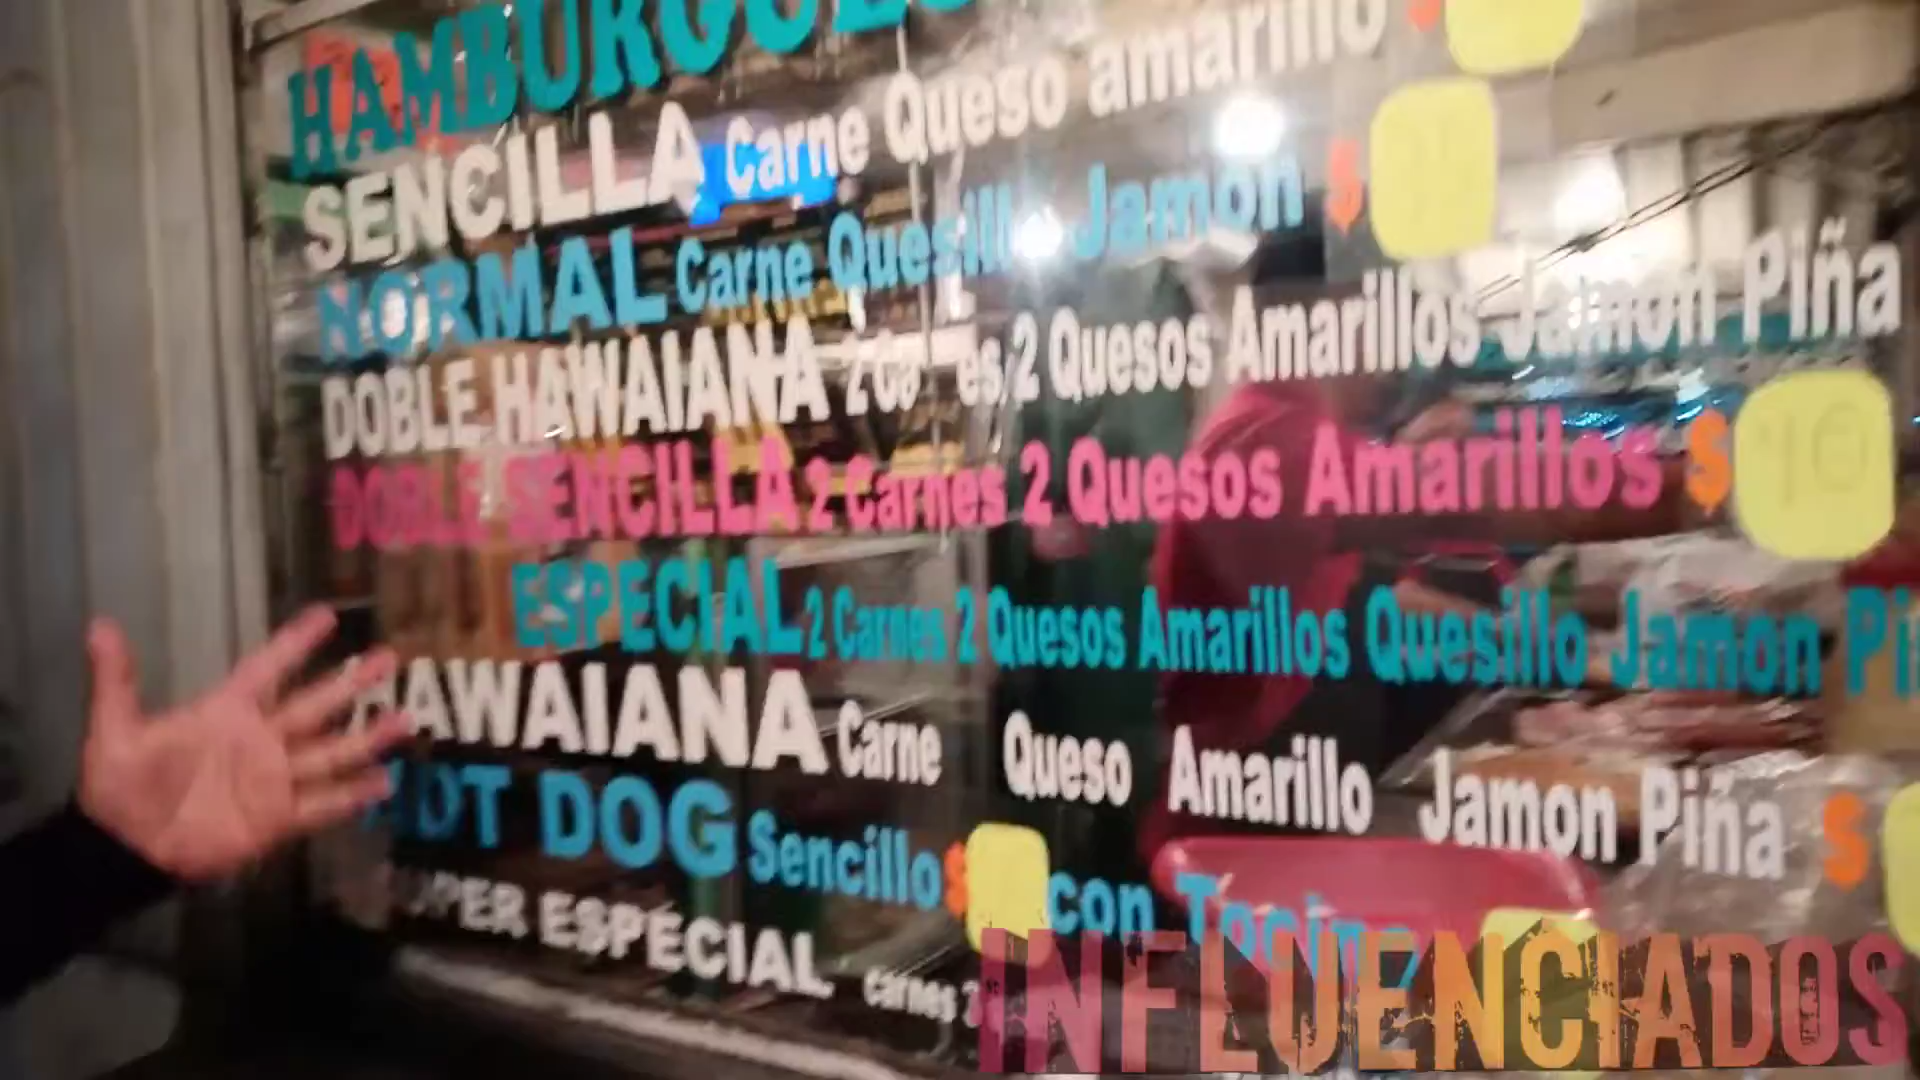 SENCILLA Carne Queso amarillo $
NORMAL Carne Quesillo Jamon $
DOBLE HAWAIANA 2 2 Quesos Amarillos Jamon Piña
DOBLE SENCILLA 2 Carnes 2 Quesos Amarillos $ 10
ESPECIAL 2 Carnes 2 Quesos Amarillos Quesillo Jamon
HAWAIANA Carne Queso Amarillo Jamon Piña $
HOT DOG Sencillo $ con Tocino
ESPECIAL carnes
INFLUENCIADOS